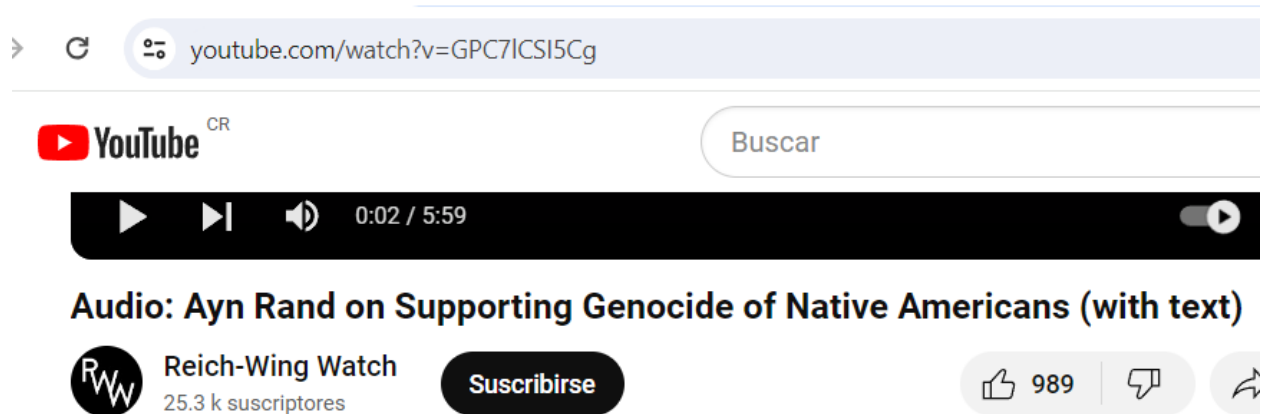 youtube.com/watch?v=GPC7lCSI5Cg
YouTube CR
Buscar
0:02 / 5:59
Audio: Ayn Rand on Supporting Genocide of Native Americans (with text)
RWW
Reich-Wing Watch
25.3 k suscriptores
Suscribirse
989